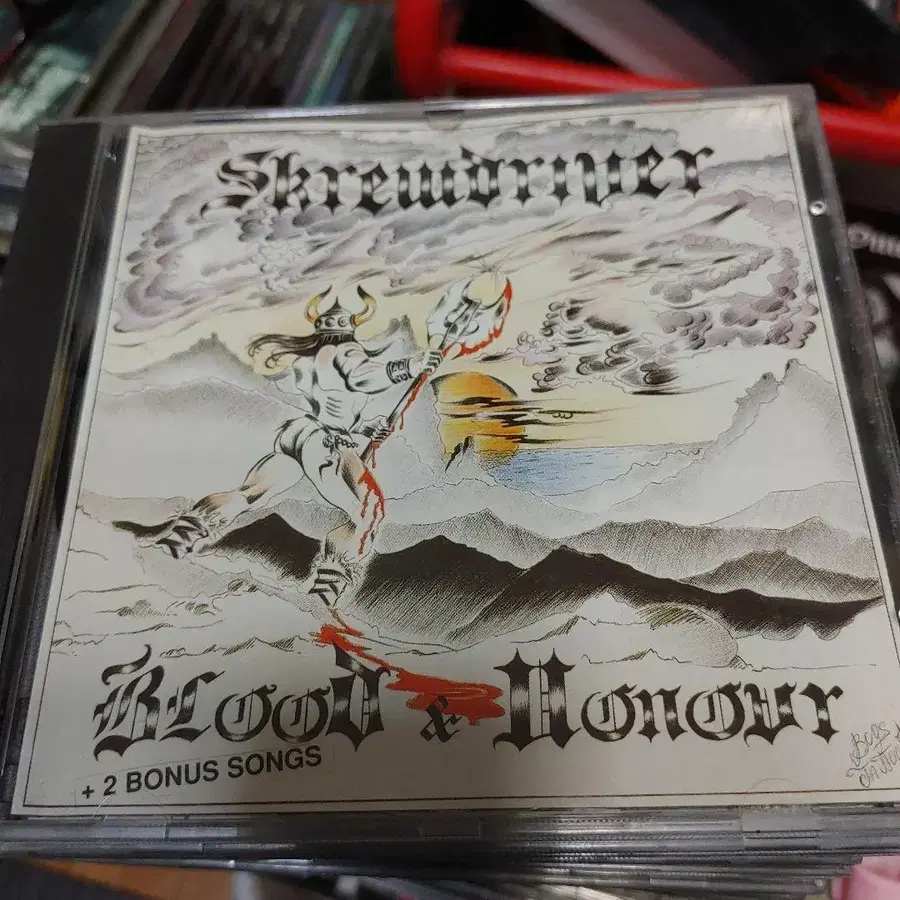 Skrewdriver
Blood & Honour
+ 2 BONUS SONGS